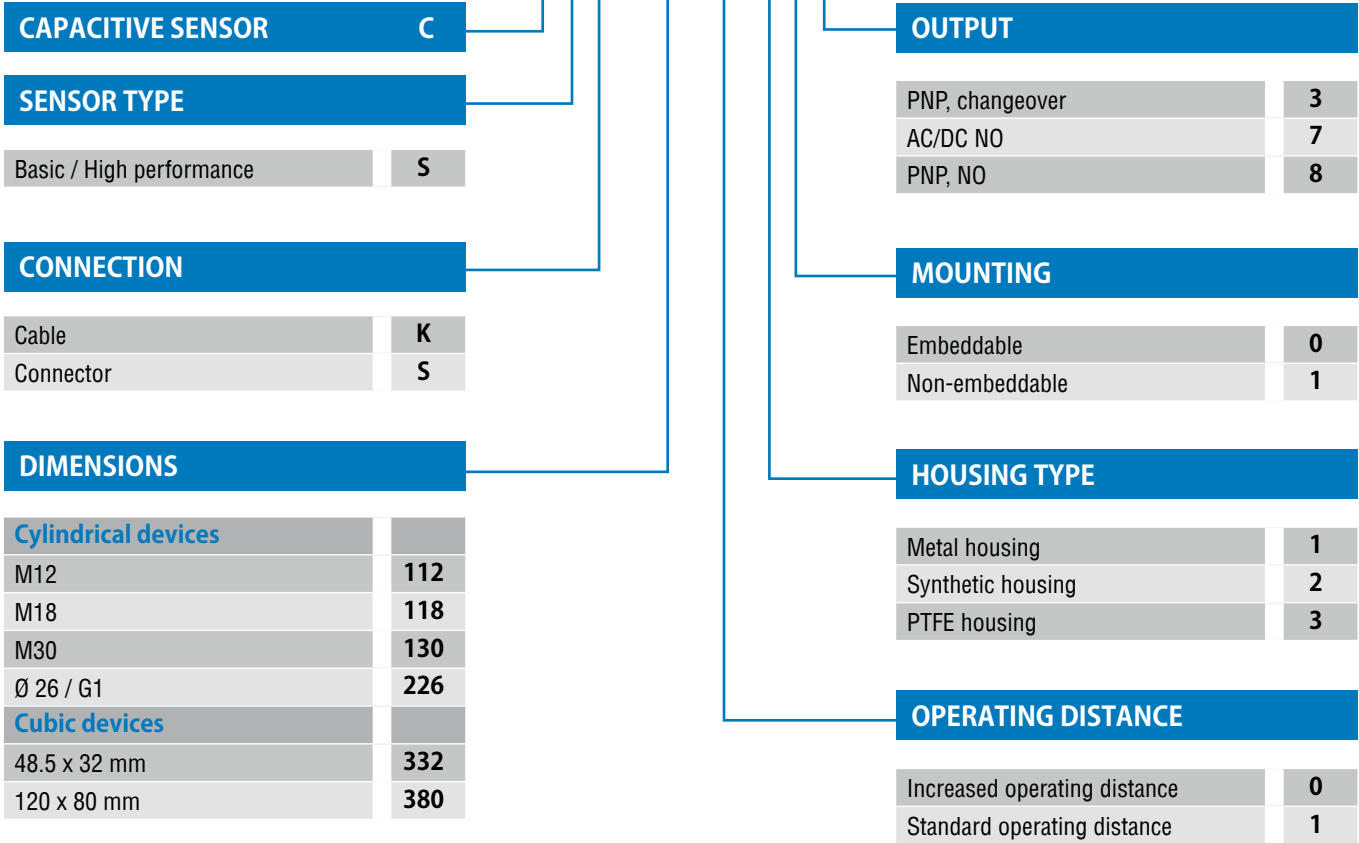 CAPACITIVE SENSOR C
SENSOR TYPE
Basic / High performance S
CONNECTION
Cable K
Connector S
DIMENSIONS
Cylindrical devices
M12 112
M18 118
M30 130
Ø 26 / G1 226
Cubic devices
48.5 x 32 mm 332
120 x 80 mm 380
OUTPUT
PNP, changeover 3
AC/DC NO 7
PNP, NO 8
MOUNTING
Embeddable 0
Non-embeddable 1
HOUSING TYPE
Metal housing 1
Synthetic housing 2
PTFE housing 3
OPERATING DISTANCE
Increased operating distance 0
Standard operating distance 1